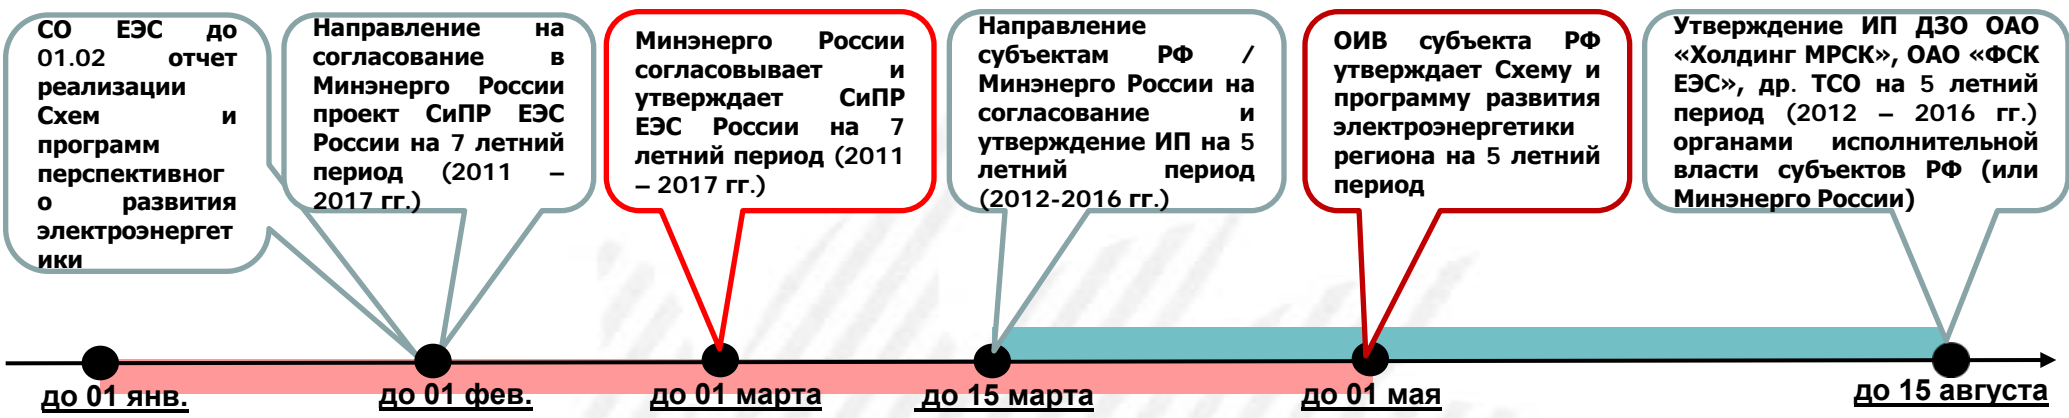 СО ЕЭС до
01.02 отчет
реализации
Схем и
программ
перспективног
о развития
электроэнергет
ики
Направление на
согласование в
Минэнерго России
проект СиПР ЕЭС
России на 7 летний
период (2011 –
2017 гг.)
Минэнерго России
согласовывает и
утверждает СиПР
ЕЭС России на 7
летний период (2011
– 2017 гг.)
Направление
субъектам РФ /
Минэнерго России на
согласование и
утверждение ИП на 5
летний период
(2012-2016 гг.)
ОИВ субъекта РФ
утверждает Схему и
программу развития
электроэнергетики
региона на 5 летний
период
Утверждение ИП ДЗО ОАО
«Холдинг МРСК», ОАО «ФСК
ЕЭС», др. ТСО на 5 летний
период (2012 – 2016 гг.)
органами исполнительной
власти субъектов РФ (или
Минэнерго России)
до 01 янв.
до 01 фев.
до 01 марта
до 15 марта
до 01 мая
до 15 августа